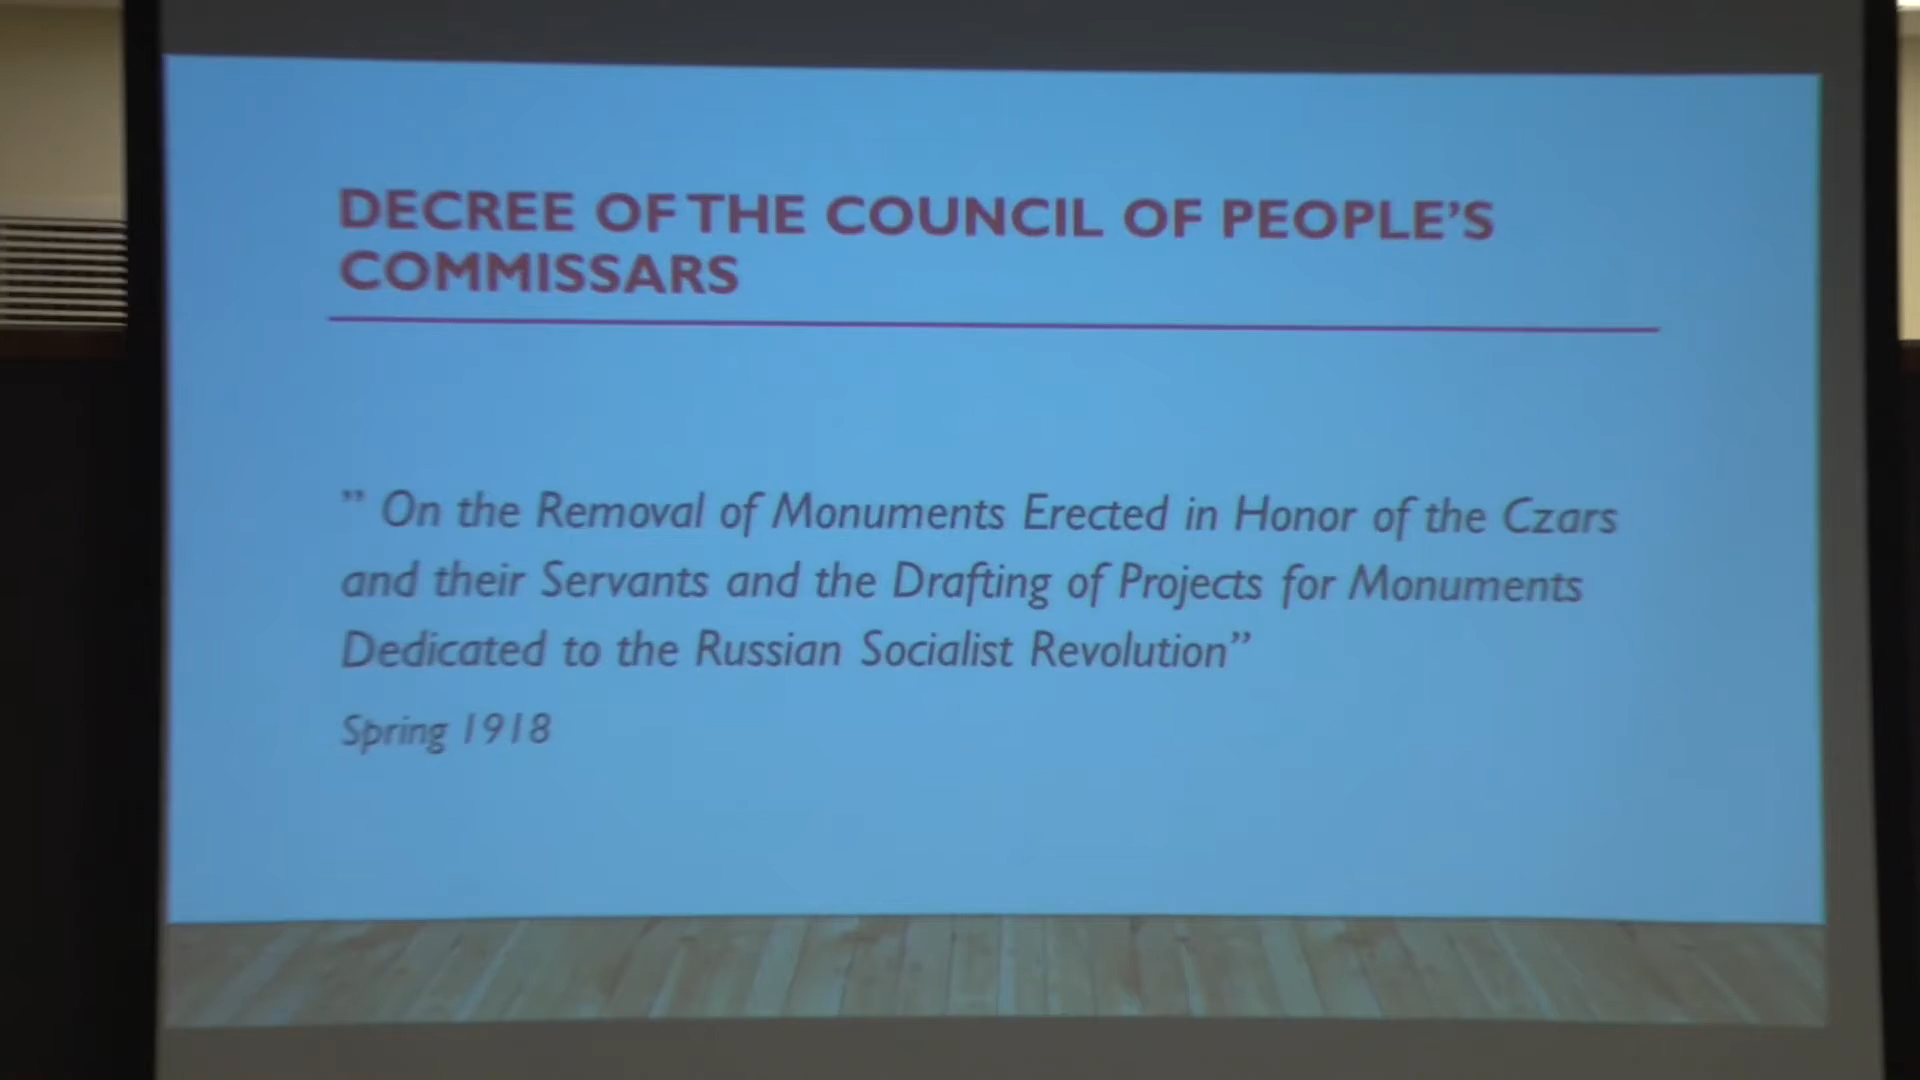 DECREE OF THE COUNCIL OF PEOPLE’S
COMMISSARS
” On the Removal of Monuments Erected in Honor of the Czars
and their Servants and the Drafting of Projects for Monuments
Dedicated to the Russian Socialist Revolution”
Spring 1918